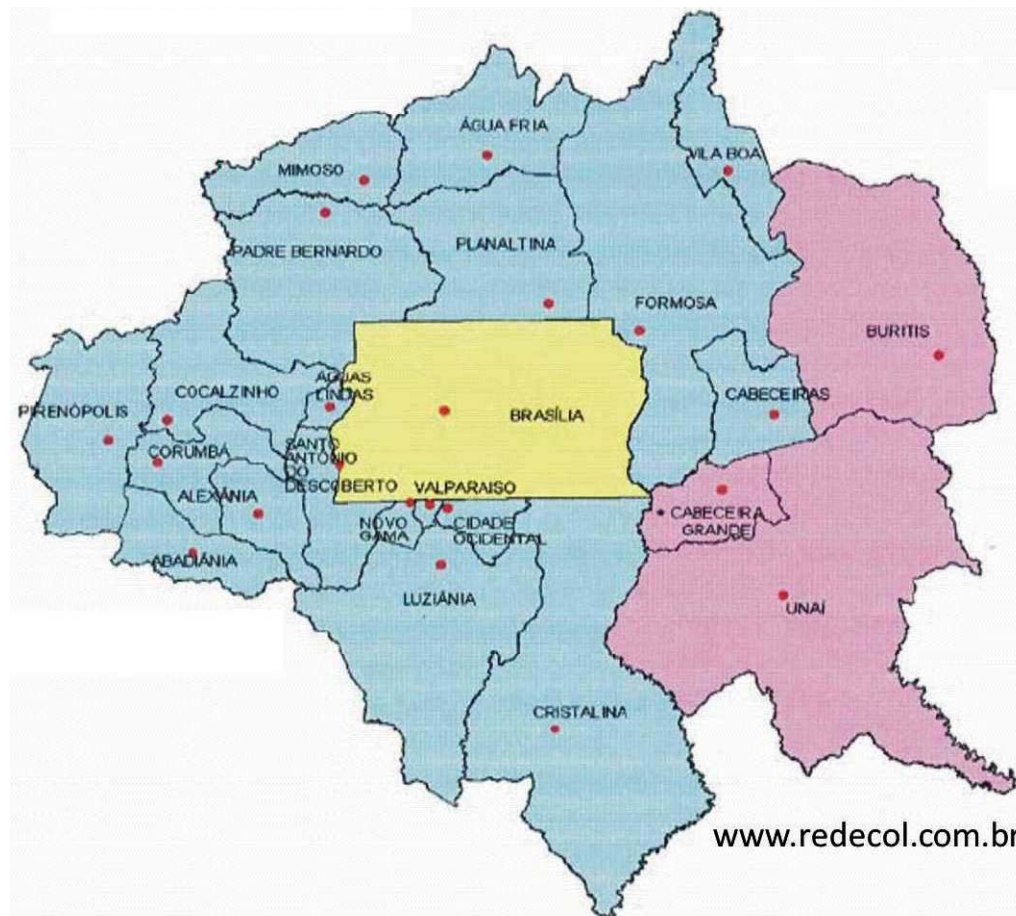 ÁGUA FRIA
MIMOSO
VILA BOA
PADRE BERNARDO
PLANALTINA
FORMOSA
BURITIS
ÁGUAS
LINDAS
COCALZINHO
CABECEIRAS
PIRENÓPOLIS
BRASÍLIA
CORUMBÁ
SANTO
ANTÔNIO
DO
DESCOBERTO
ALEXÂNIA
VALPARAISO
NOVO
GAMA
CIDADE
OCIDENTAL
CABECEIRA
GRANDE
ABADIÂNIA
LUZIÂNIA
UNAÍ
CRISTALINA
www.redecol.com.br